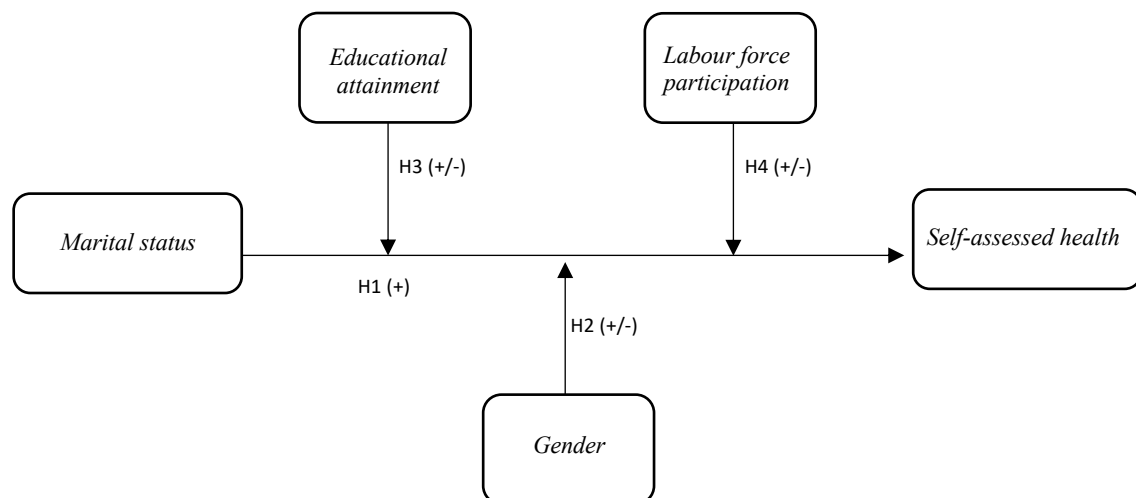 Educational
attainment
Labour force
participation
H3 (+/-)
H4 (+/-)
Marital status
Self-assessed health
H1 (+)
H2 (+/-)
Gender